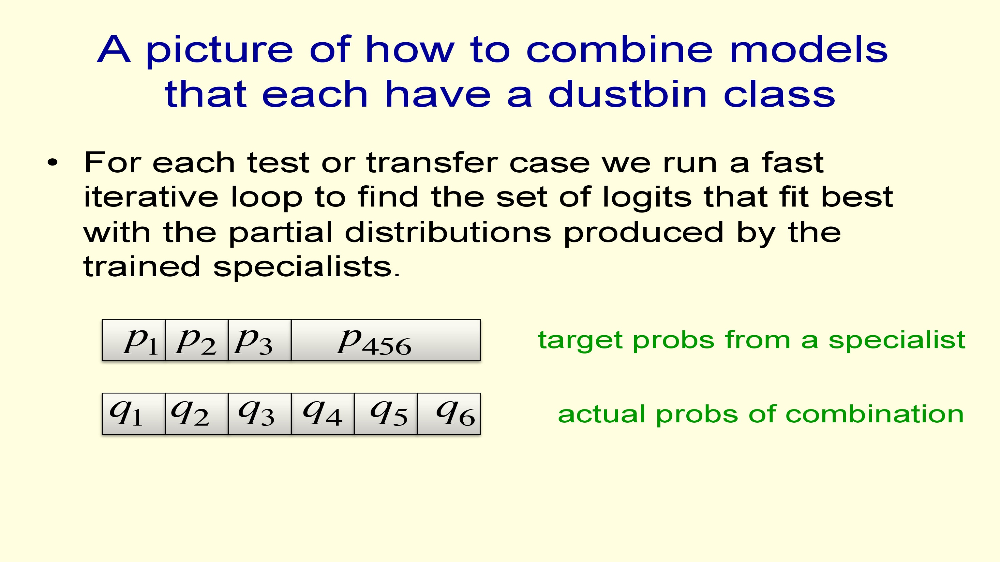 A picture of how to combine models
that each have a dustbin class
• For each test or transfer case we run a fast
iterative loop to find the set of logits that fit best
with the partial distributions produced by the
trained specialists.
p₁ p₂ p₃ p₄₅₆ target probs from a specialist
q₁ q₂ q₃ q₄ q₅ q₆ actual probs of combination